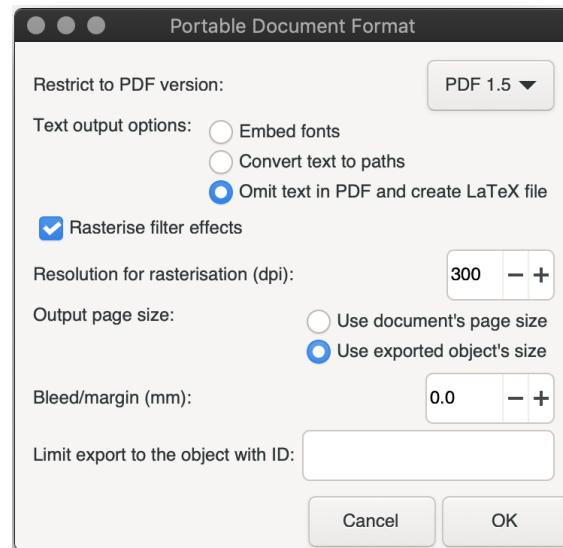 Portable Document Format
Restrict to PDF version: PDF 1.5
Text output options: Embed fonts
Convert text to paths
Omit text in PDF and create LaTeX file
Rasterise filter effects
Resolution for rasterisation (dpi): 300 − +
Output page size: Use document's page size
Use exported object's size
Bleed/margin (mm): 0.0 − +
Limit export to the object with ID:
Cancel OK